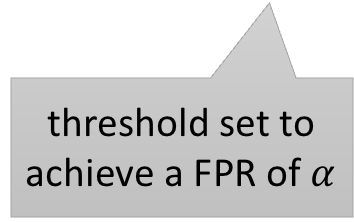 threshold set to
achieve a FPR of α